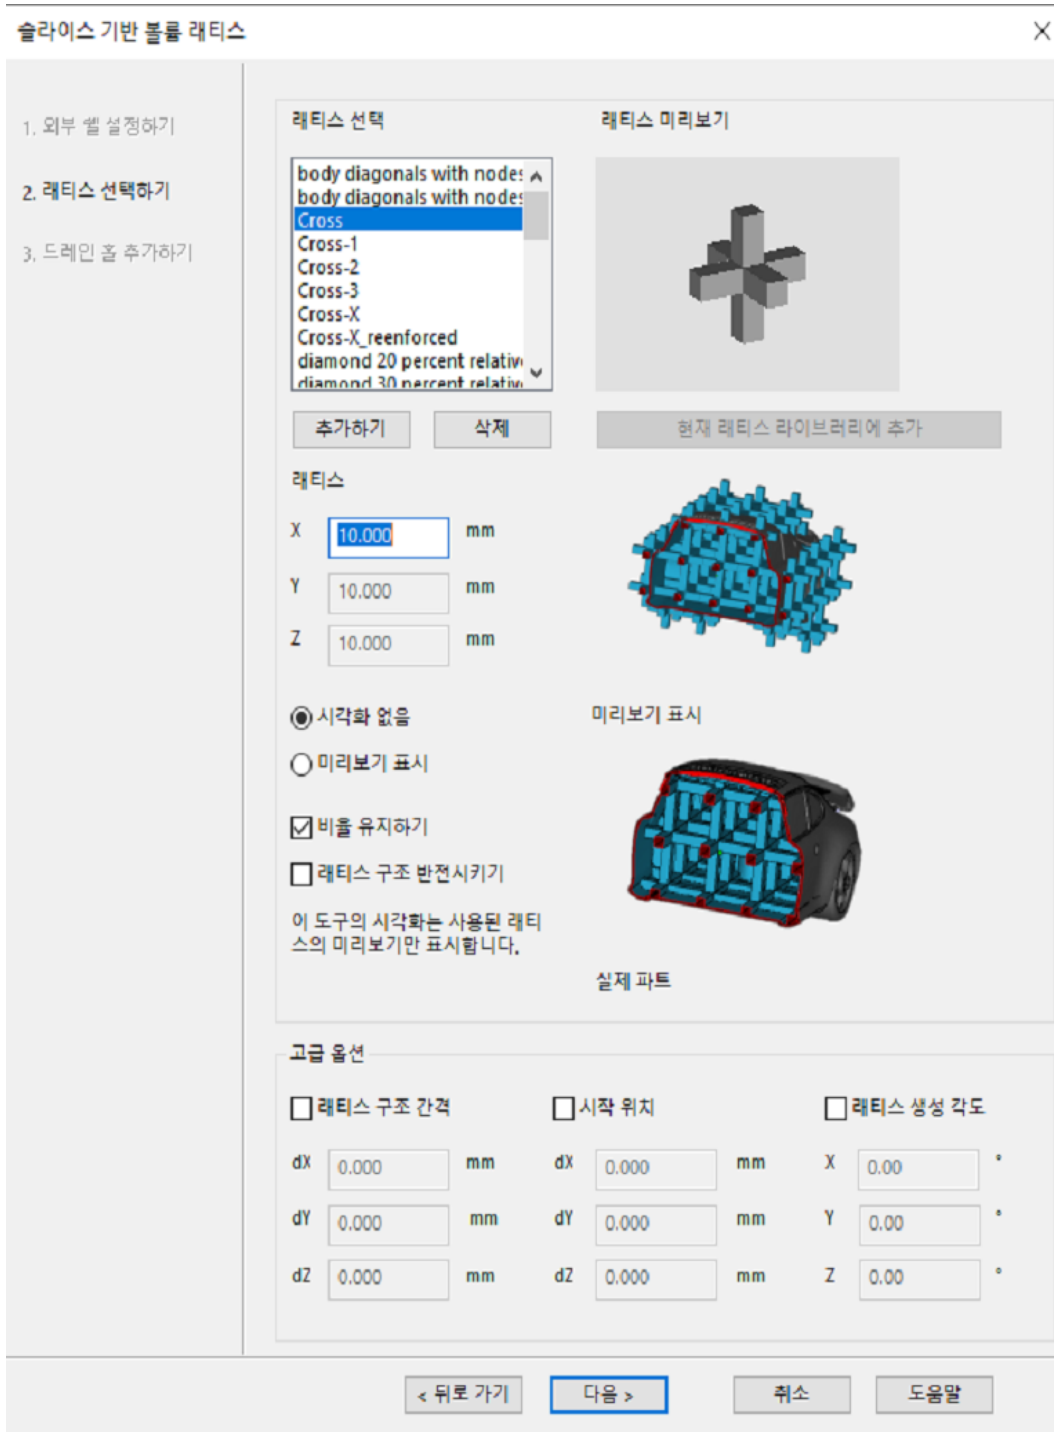 슬라이스 기반 볼륨 래티스
1. 외부 쉘 설정하기
2. 래티스 선택하기
3. 드레인 홀 추가하기
래티스 선택
래티스 미리보기
body diagonals with nodes
body diagonals with nodes
Cross
Cross-1
Cross-2
Cross-3
Cross-X
Cross-X_reenforced
diamond 20 percent relativ
diamond 30 percent relativ
추가하기
삭제
현재 래티스 라이브러리에 추가
래티스
X 10.000 mm
Y 10.000 mm
Z 10.000 mm
시각화 없음
미리보기 표시
미리보기 표시
비율 유지하기
래티스 구조 반전시키기
이 도구의 시각화는 사용된 래티
스의 미리보기만 표시합니다.
실제 파트
고급 옵션
래티스 구조 간격
시작 위치
래티스 생성 각도
dX 0.000 mm dX 0.000 mm X 0.00 °
dY 0.000 mm dY 0.000 mm Y 0.00 °
dZ 0.000 mm dZ 0.000 mm Z 0.00 °
< 뒤로 가기
다음 >
취소
도움말